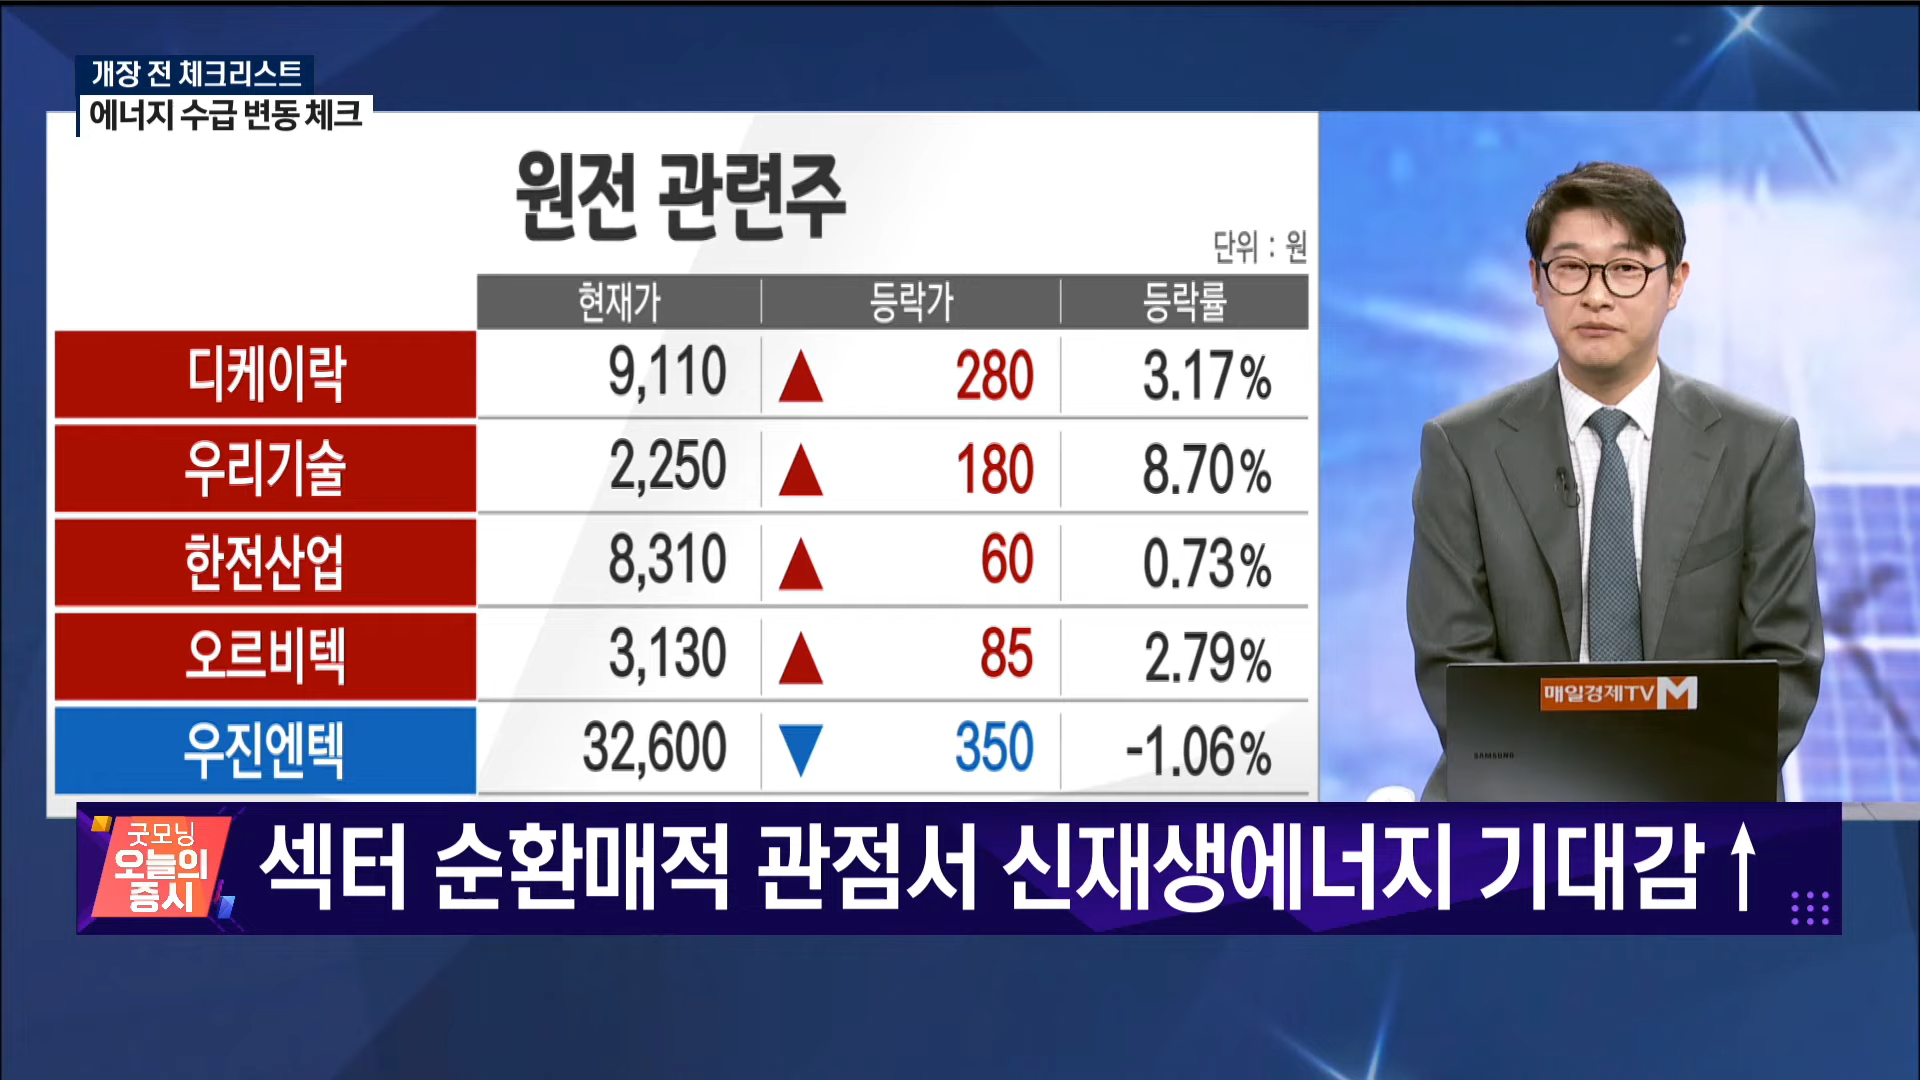 개장 전 체크리스트
에너지 수급 변동 체크
원전 관련주
단위 : 원
현재가 등락가 등락률
디케이락 9,110 ▲ 280 3.17%
우리기술 2,250 ▲ 180 8.70%
한전산업 8,310 ▲ 60 0.73%
오르비텍 3,130 ▲ 85 2.79%
우진엔텍 32,600 ▼ 350 -1.06%
매일경제TV M
SAMSUNG
굿모닝
오늘의
증시
섹터 순환매적 관점서 신재생에너지 기대감↑